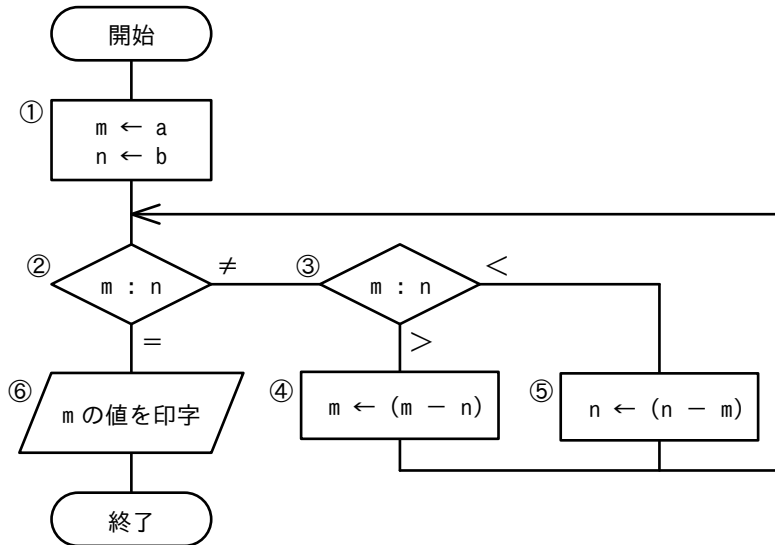 開始
①
m ← a
n ← b
②
m : n
≠
=
③
m : n
<
>
④
m ← (m − n)
⑤
n ← (n − m)
⑥
m の値を印字
終了